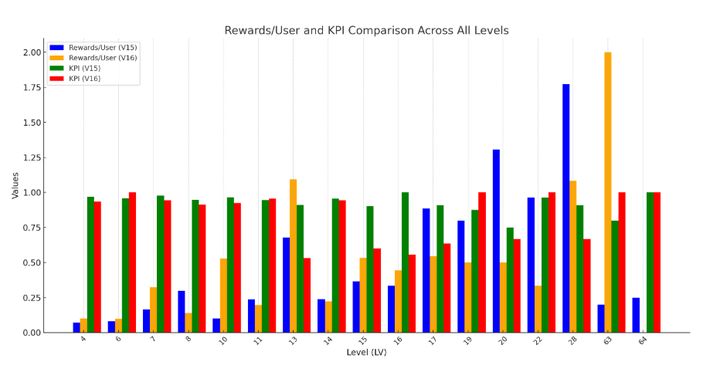 Rewards/User and KPI Comparison Across All Levels
Rewards/User (V15)
Rewards/User (V16)
KPI (V15)
KPI (V16)
2.00
1.75
1.50
1.25
1.00
0.75
0.50
0.25
0.00
Values
4 6 7 8 10 11 13 14 15 16 17 19 20 22 28 63 64
Level (LV)